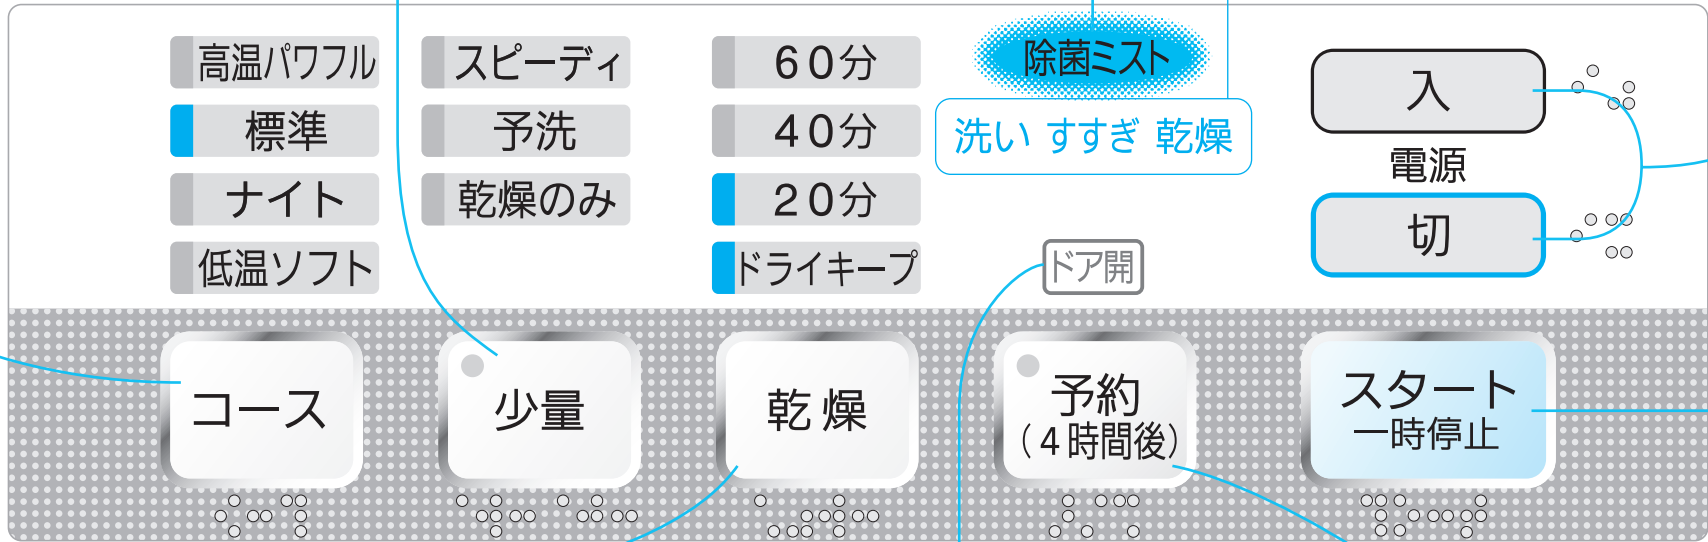 高温パワフル
標準
ナイト
低温ソフト
スピーディ
予洗
乾燥のみ
60分
40分
20分
ドライキープ
除菌ミスト
洗い すすぎ 乾燥
ドア開
入
電源
切
コース
少量
乾燥
予約
(4時間後)
スタート
一時停止